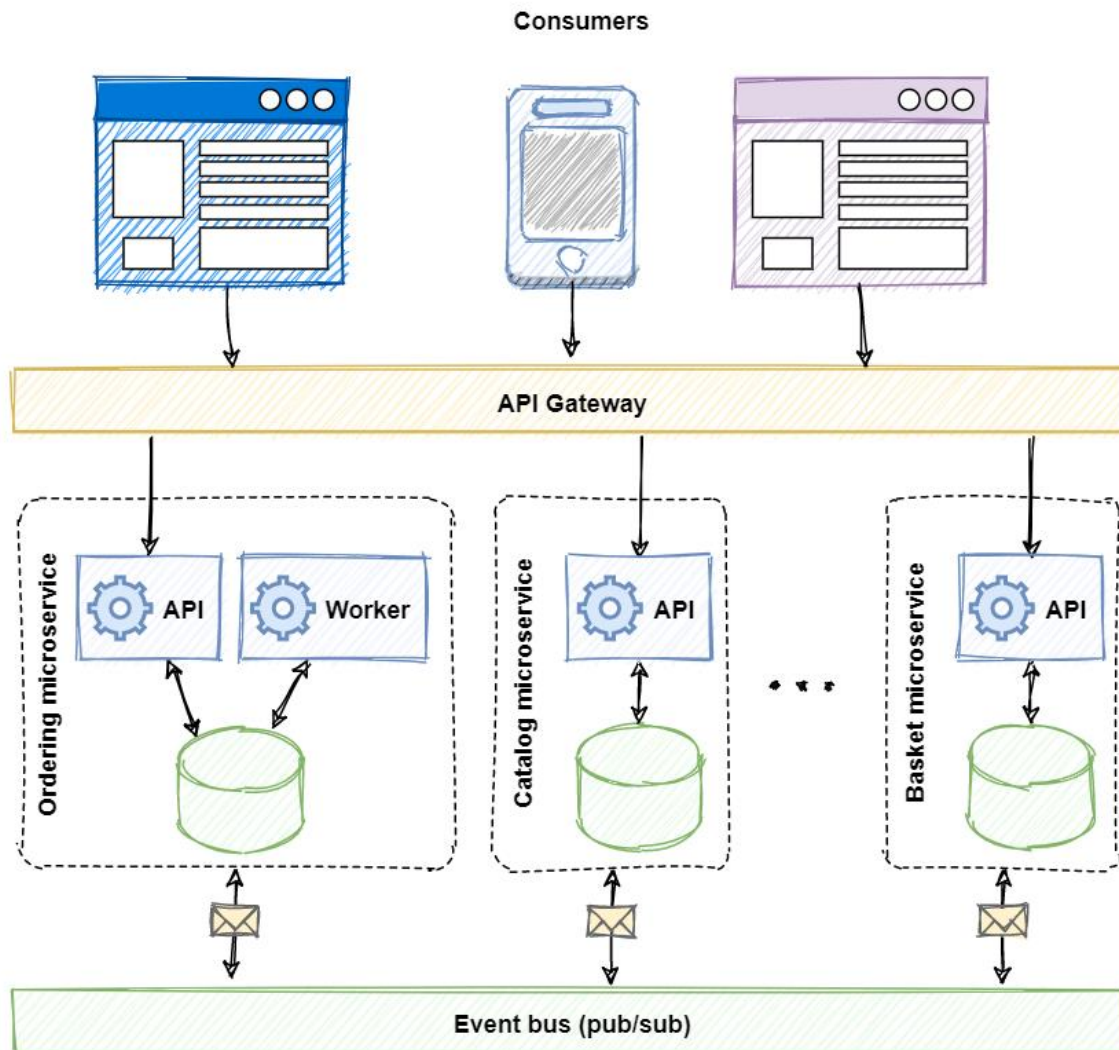 Consumers
API Gateway
Ordering microservice
API
Worker
Catalog microservice
API
Basket microservice
API
Event bus (pub/sub)